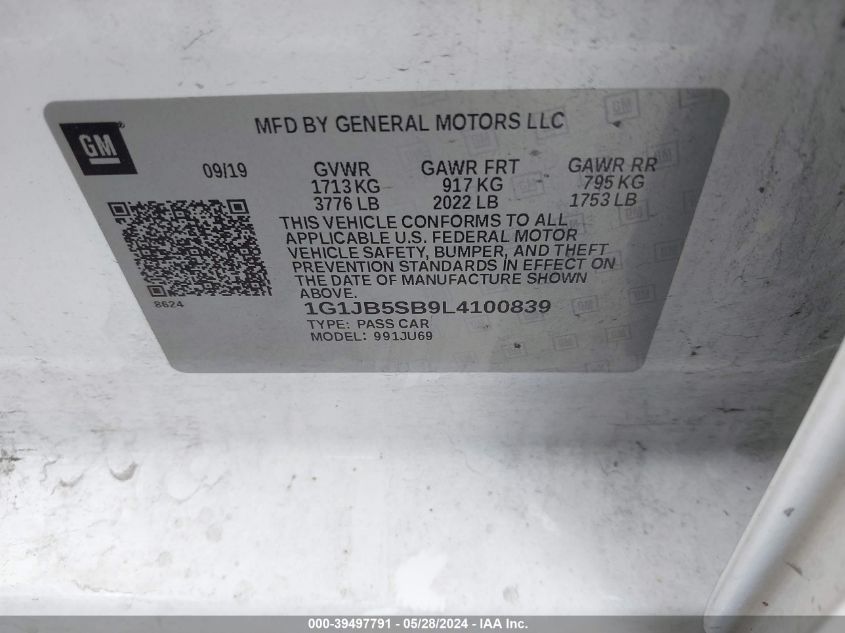 GM
MFD BY GENERAL MOTORS LLC
09/19 GVWR GAWR FRT GAWR RR
1713 KG 917 KG 795 KG
3776 LB 2022 LB 1753 LB
THIS VEHICLE CONFORMS TO ALL
APPLICABLE U.S. FEDERAL MOTOR
VEHICLE SAFETY, BUMPER, AND THEFT
PREVENTION STANDARDS IN EFFECT ON
THE DATE OF MANUFACTURE SHOWN
ABOVE.
8624
1G1JB5SB9L4100839
TYPE: PASS CAR
MODEL: 991JU69
000-39497791 - 05/28/2024 - IAA Inc.